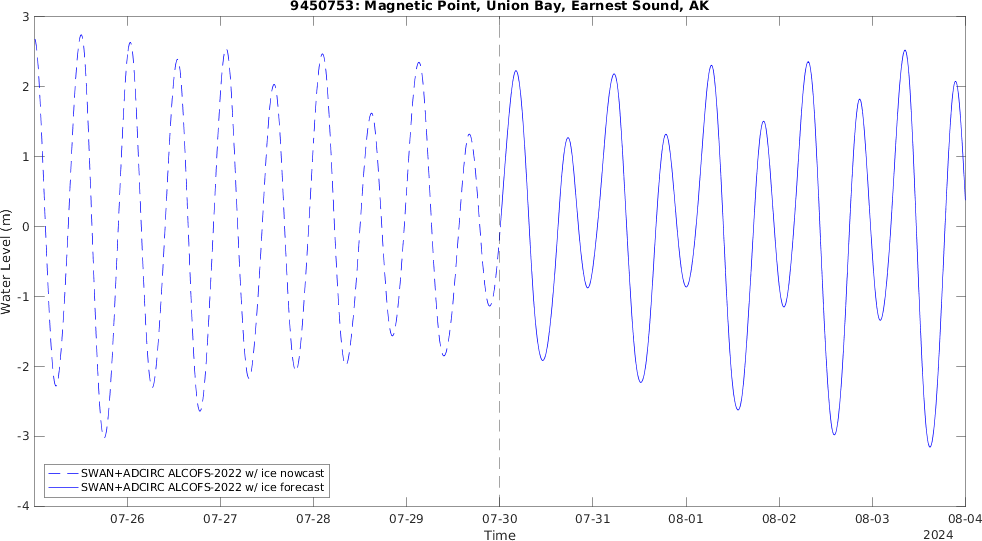 9450753: Magnetic Point, Union Bay, Earnest Sound, AK
3
2
1
0
-1
-2
-3
-4
Water Level (m)
SWAN+ADCIRC ALCOFS-2022 w/ ice nowcast
SWAN+ADCIRC ALCOFS-2022 w/ ice forecast
07-26 07-27 07-28 07-29 07-30 07-31 08-01 08-02 08-03 08-04
Time
2024